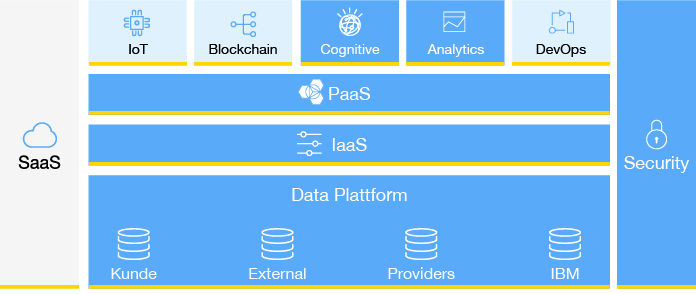 IoT
Blockchain
Cognitive
Analytics
DevOps
PaaS
SaaS
IaaS
Security
Data Plattform
Kunde
External
Providers
IBM